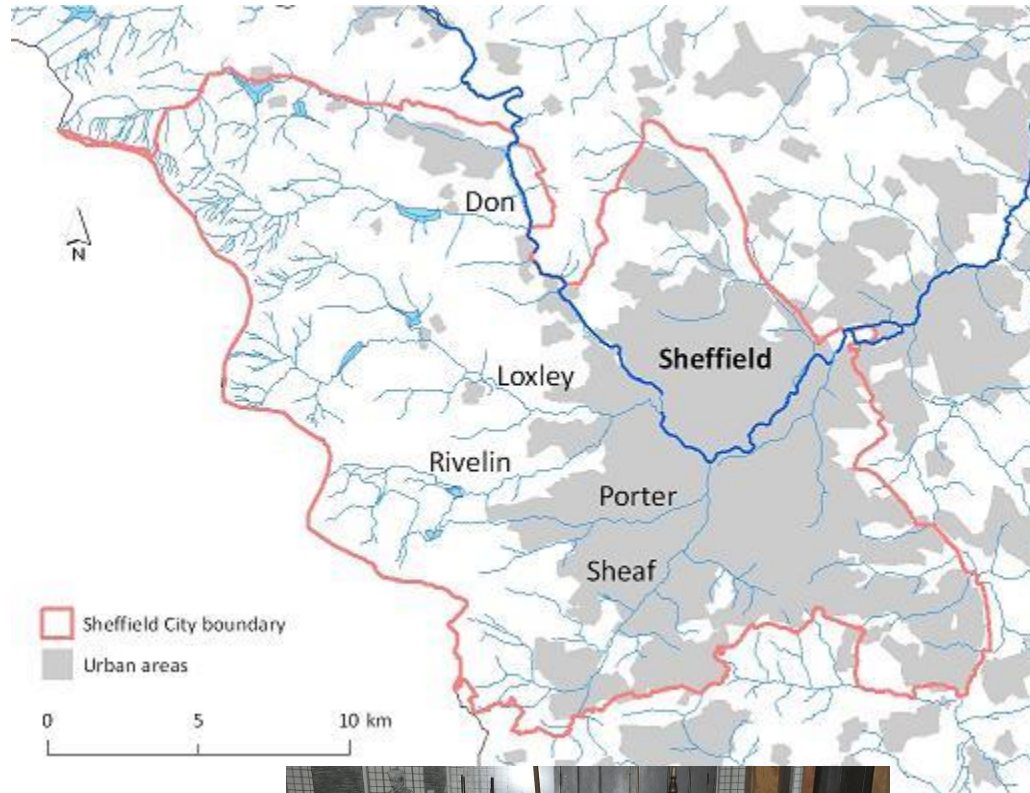 Don
N
Loxley
Sheffield
Rivelin
Porter
Sheaf
Sheffield City boundary
Urban areas
0 5 10 km